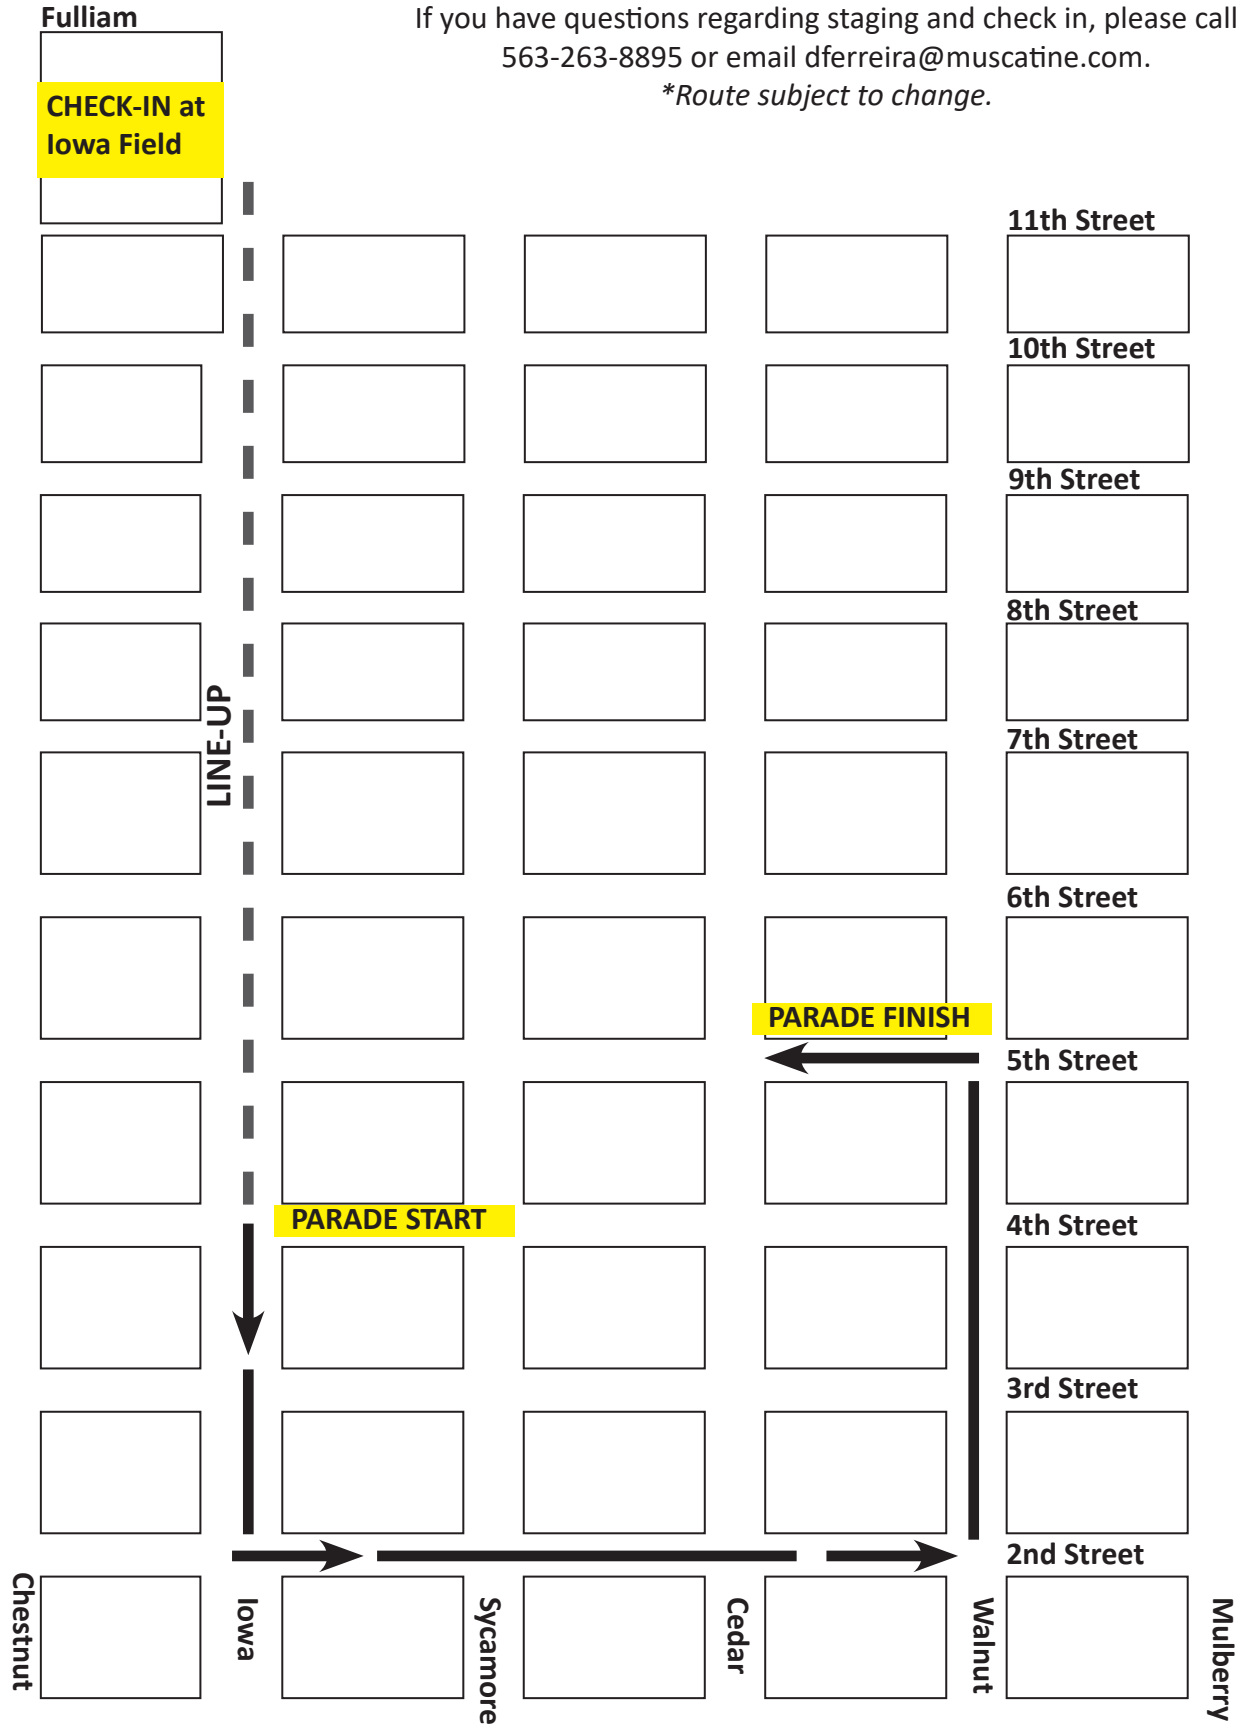 Fulliam
If you have questions regarding staging and check in, please call
563-263-8895 or email dferreira@muscatine.com.
*Route subject to change.
CHECK-IN at
Iowa Field
11th Street
10th Street
9th Street
8th Street
LINE-UP
7th Street
6th Street
PARADE FINISH
5th Street
PARADE START
4th Street
3rd Street
2nd Street
Chestnut
Iowa
Sycamore
Cedar
Walnut
Mulberry